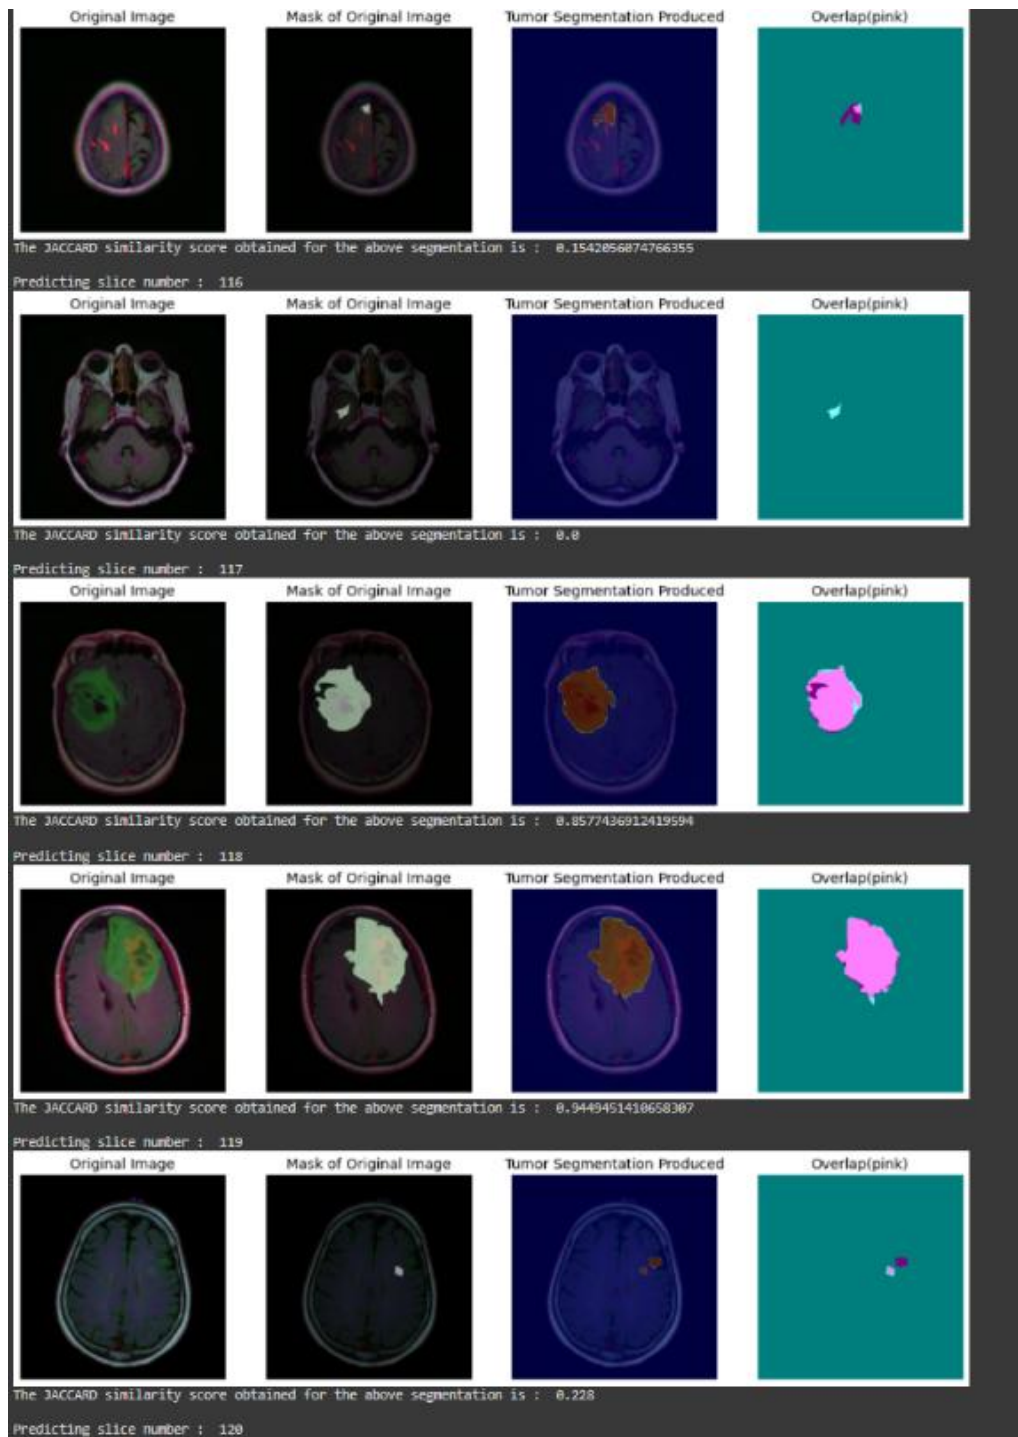 Original Image Mask of Original Image Tumor Segmentation Produced Overlap(pink)
The JACCARD similarity score obtained for the above segmentation is : 0.1542056074766355
Predicting slice number : 116
Original Image Mask of Original Image Tumor Segmentation Produced Overlap(pink)
The JACCARD similarity score obtained for the above segmentation is : 0.0
Predicting slice number : 117
Original Image Mask of Original Image Tumor Segmentation Produced Overlap(pink)
The JACCARD similarity score obtained for the above segmentation is : 0.8577436912419594
Predicting slice number : 118
Original Image Mask of Original Image Tumor Segmentation Produced Overlap(pink)
The JACCARD similarity score obtained for the above segmentation is : 0.9449451410658307
Predicting slice number : 119
Original Image Mask of Original Image Tumor Segmentation Produced Overlap(pink)
The JACCARD similarity score obtained for the above segmentation is : 0.228
Predicting slice number : 120